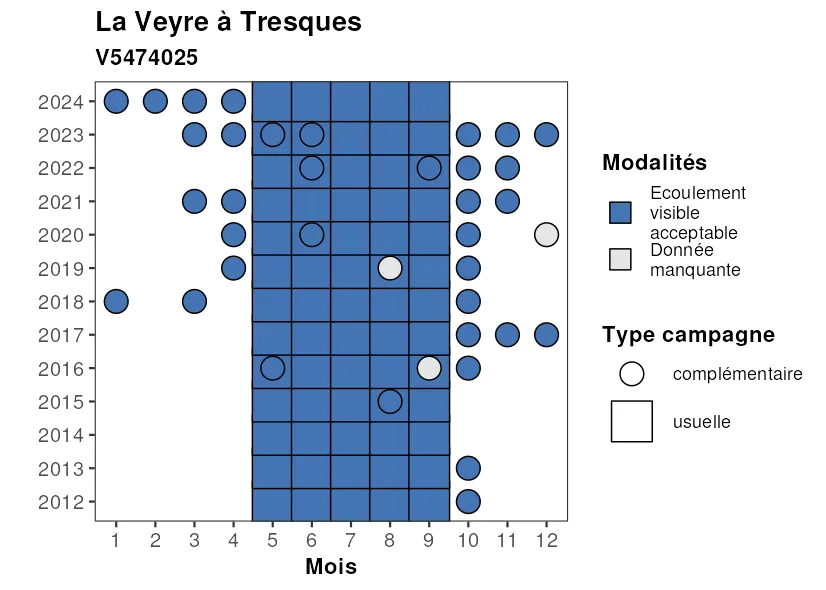 La Veyre à Tresques
V5474025
2024
2023
2022
2021
2020
2019
2018
2017
2016
2015
2014
2013
2012
1 2 3 4 5 6 7 8 9 10 11 12
Mois
Modalités
Ecoulement
visible
acceptable
Donnée
manquante
Type campagne
complémentaire
usuelle